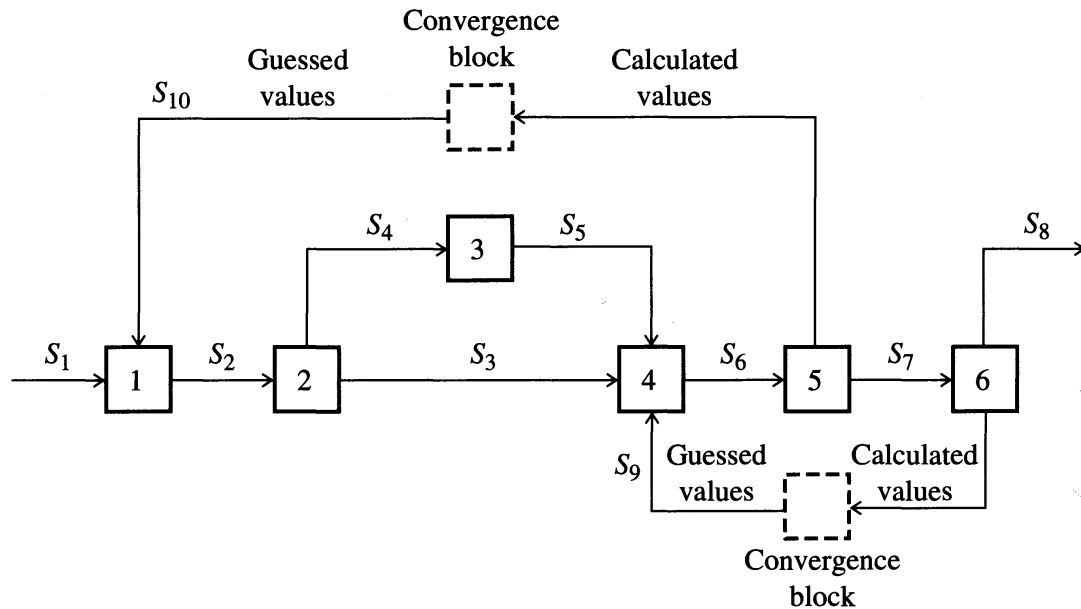 Convergence
block
Guessed
values
Calculated
values
S10
S4
3
S5
S8
S1
1
S2
2
S3
4
S6
5
S7
6
S9
Guessed
values
Calculated
values
Convergence
block